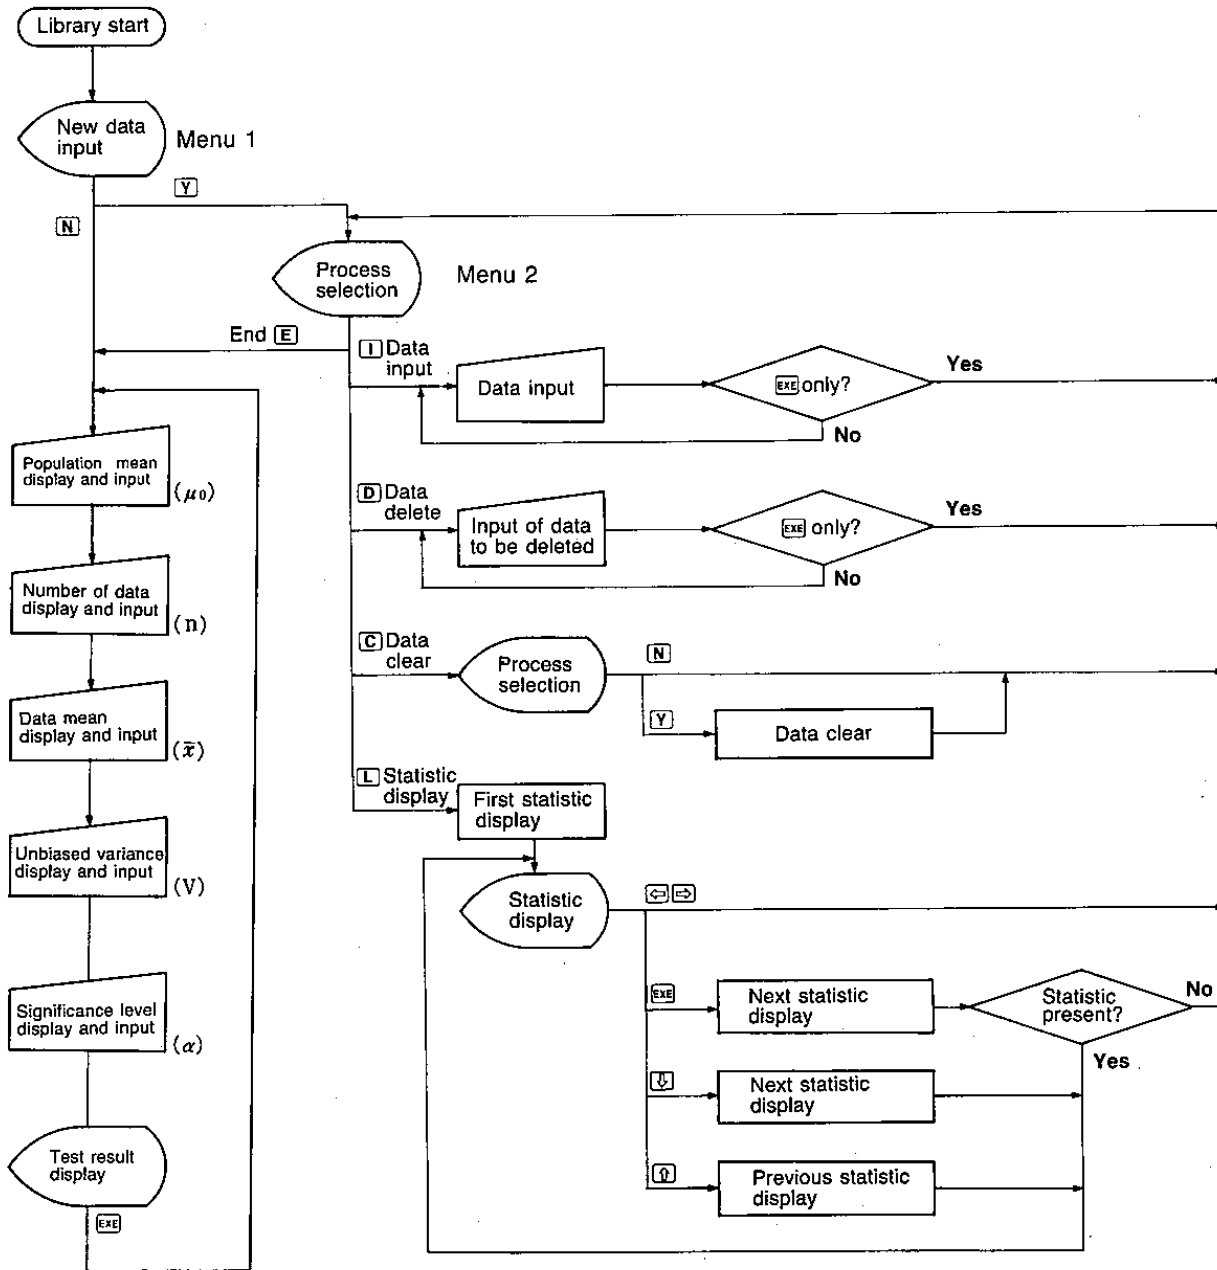 Library start
New data
input
Menu 1
Y
N
Process
selection
Menu 2
End E
I Data
input
Data input
EXE only?
Yes
No
Population mean
display and input
(μ0)
D Data
delete
Input of data
to be deleted
EXE only?
Yes
No
Number of data
display and input
(n)
C Data
clear
Process
selection
N
Y
Data clear
Data mean
display and input
(x̄)
L Statistic
display
First statistic
display
Unbiased variance
display and input
(V)
Statistic
display
⇦ ⇨
EXE
Next statistic
display
Statistic
present?
No
Yes
Significance level
display and input
(α)
⇩
Next statistic
display
Test result
display
⇧
Previous statistic
display
EXE